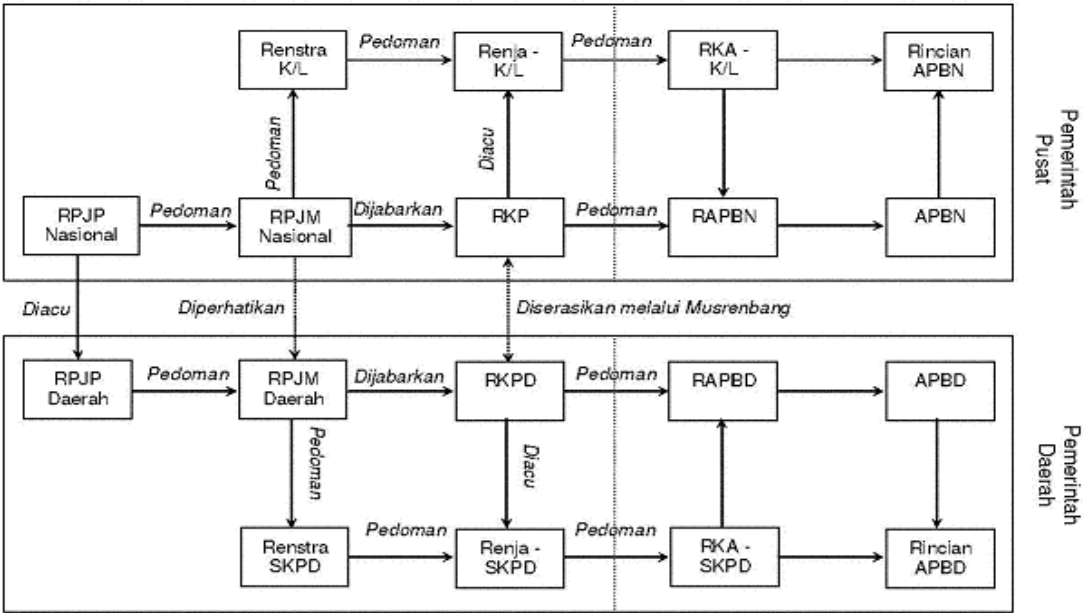 Renstra
K/L
Pedoman
Renja -
K/L
Pedoman
RKA -
K/L
Rincian
APBN
Pedoman
Diacu
RPJP
Nasional
Pedoman
RPJM
Nasional
Dijabarkan
RKP
Pedoman
RAPBN
APBN
Pemerintah
Pusat
Diacu
Diperhatikan
Diserasikan melalui Musrenbang
RPJP
Daerah
Pedoman
RPJM
Daerah
Dijabarkan
RKPD
Pedoman
RAPBD
APBD
Pedoman
Diacu
Renstra
SKPD
Pedoman
Renja -
SKPD
Pedoman
RKA -
SKPD
Rincian
APBD
Pemerintah
Daerah